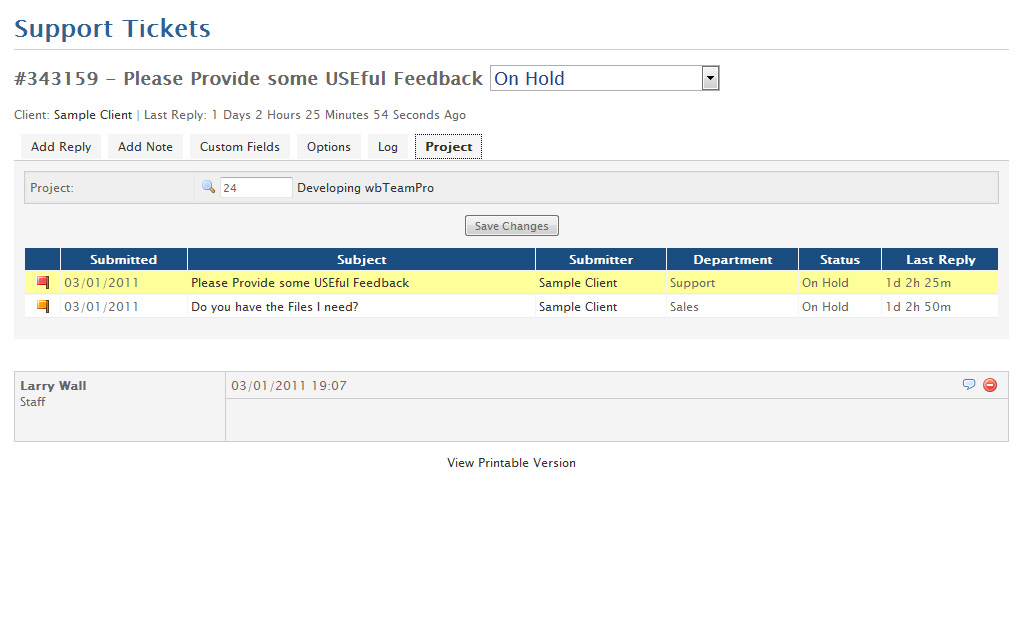 Support Tickets
#343159 – Please Provide some USEful Feedback On Hold
Client: Sample Client | Last Reply: 1 Days 2 Hours 25 Minutes 54 Seconds Ago
Add Reply Add Note Custom Fields Options Log Project
Project: 24 Developing wbTeamPro
Save Changes
Submitted Subject Submitter Department Status Last Reply
03/01/2011 Please Provide some USEful Feedback Sample Client Support On Hold 1d 2h 25m
03/01/2011 Do you have the Files I need? Sample Client Sales On Hold 1d 2h 50m
Larry Wall 03/01/2011 19:07
Staff
View Printable Version